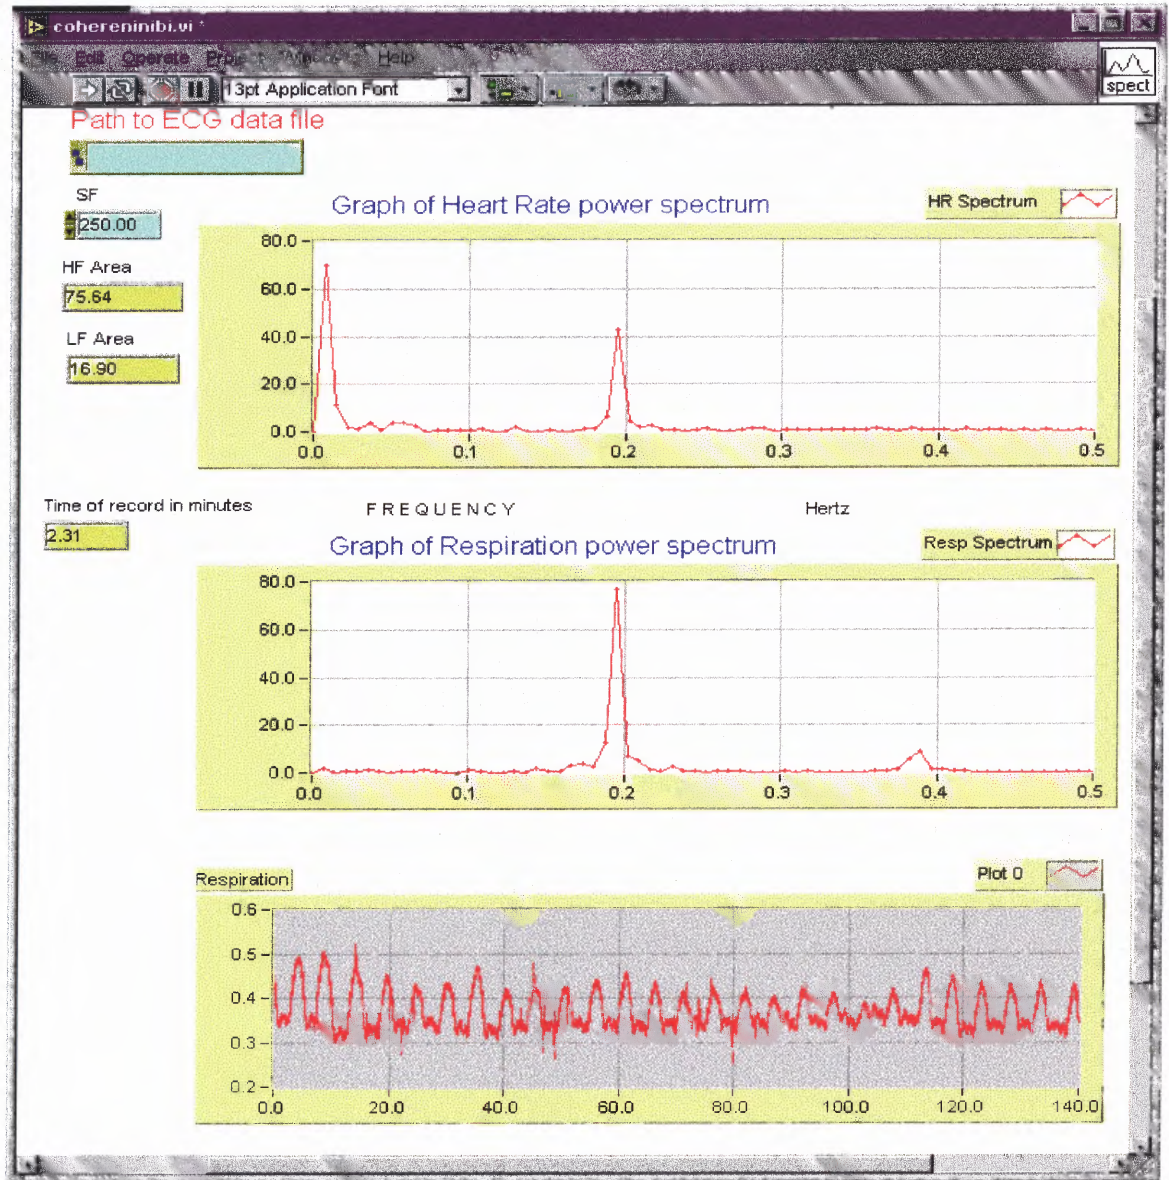 cohereninibi.vi *
File Edit Operate Project Windows Help
13pt Application Font
spect
Path to ECG data file
SF
250.00
HF Area
75.64
LF Area
16.90
Graph of Heart Rate power spectrum
HR Spectrum
80.0
60.0
40.0
20.0
0.0
0.0 0.1 0.2 0.3 0.4 0.5
Time of record in minutes
2.31
FREQUENCY Hertz
Graph of Respiration power spectrum
Resp Spectrum
80.0
60.0
40.0
20.0
0.0
0.0 0.1 0.2 0.3 0.4 0.5
Respiration
Plot 0
0.6
0.5
0.4
0.3
0.2
0.0 20.0 40.0 60.0 80.0 100.0 120.0 140.0